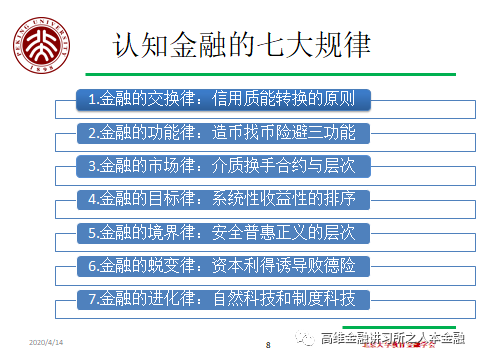 PEKING UNIVERSITY
1898
认知金融的七大规律
1.金融的交换律：信用质能转换的原则
2.金融的功能律：造币找币险避三功能
3.金融的市场律：介质换手合约与层次
4.金融的目标律：系统性收益性的排序
5.金融的境界律：安全普惠正义的层次
6.金融的蜕变律：资本利得诱导败德险
7.金融的进化律：自然科技和制度科技
2020/4/14
8
高维金融讲习所之人本金融